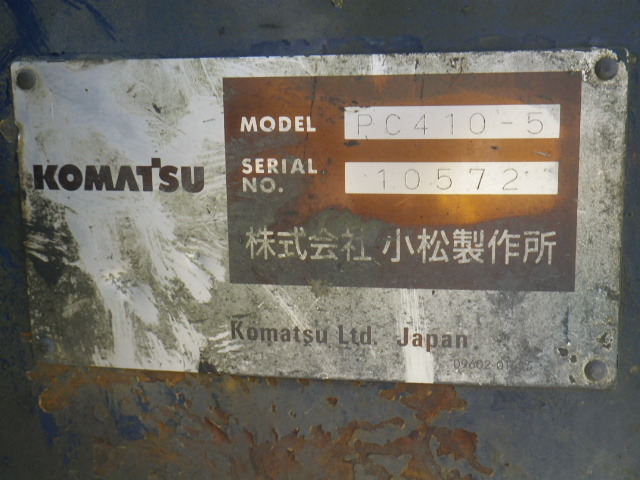 MODEL PC410-5
KOMATSU
SERIAL NO. 10572
株式会社 小松製作所
Komatsu Ltd. Japan